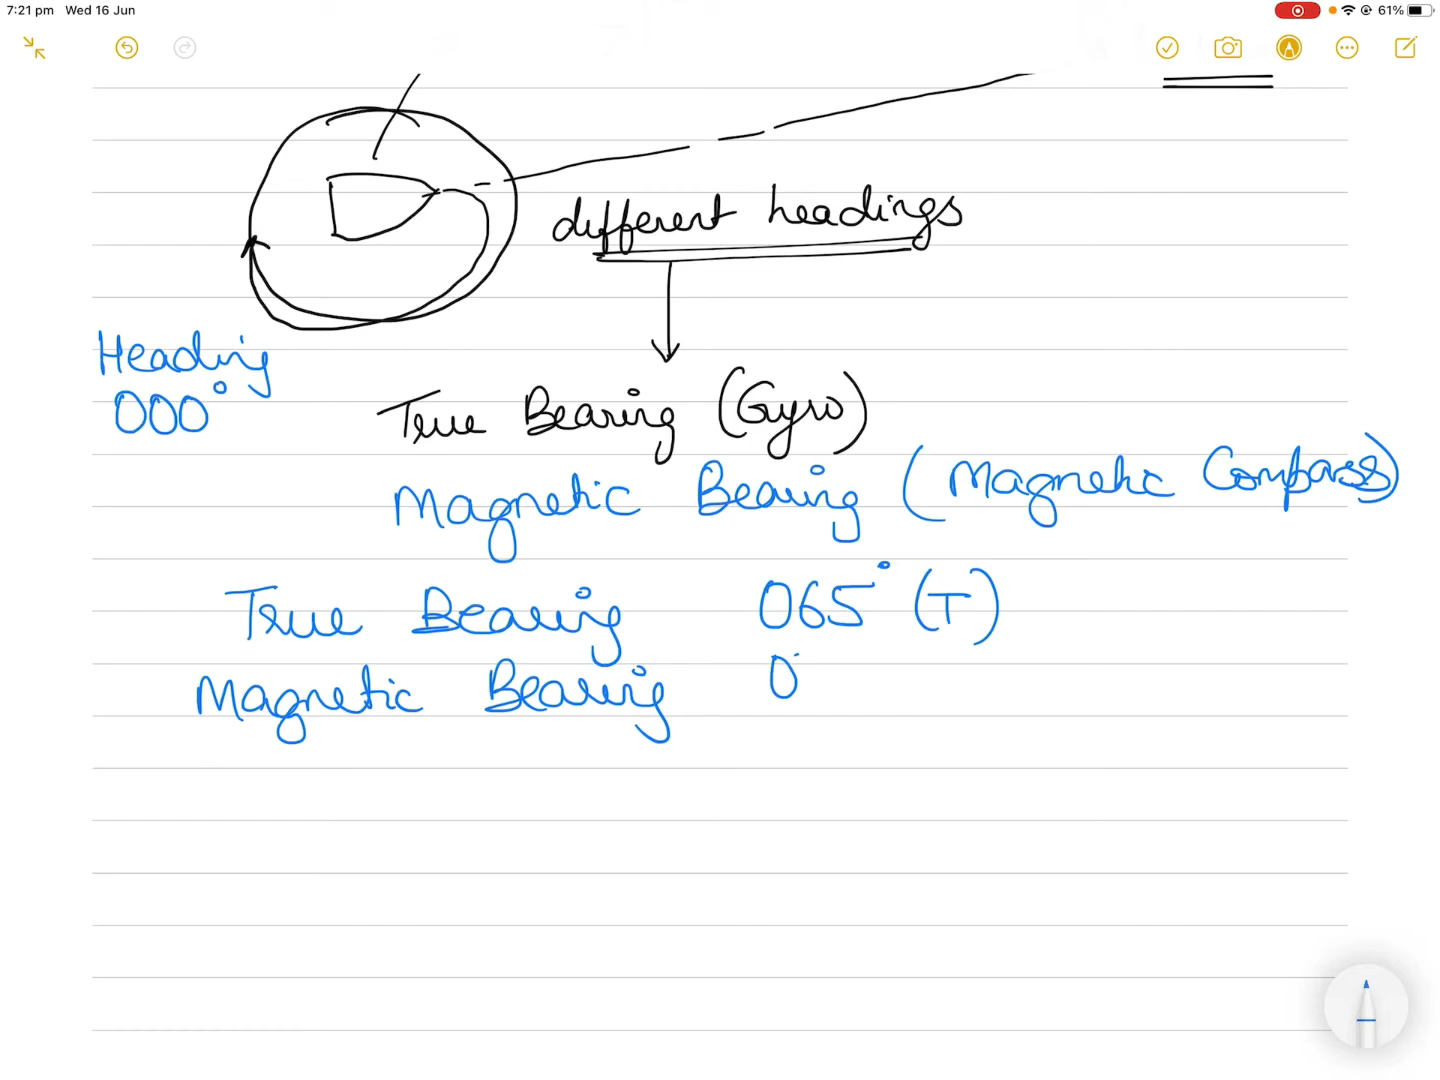 7:21 pm Wed 16 Jun
61%
different headings
Heading
000°
True Bearing (Gyro)
Magnetic Bearing (Magnetic Compass)
True Bearing 065° (T)
Magnetic Bearing 0